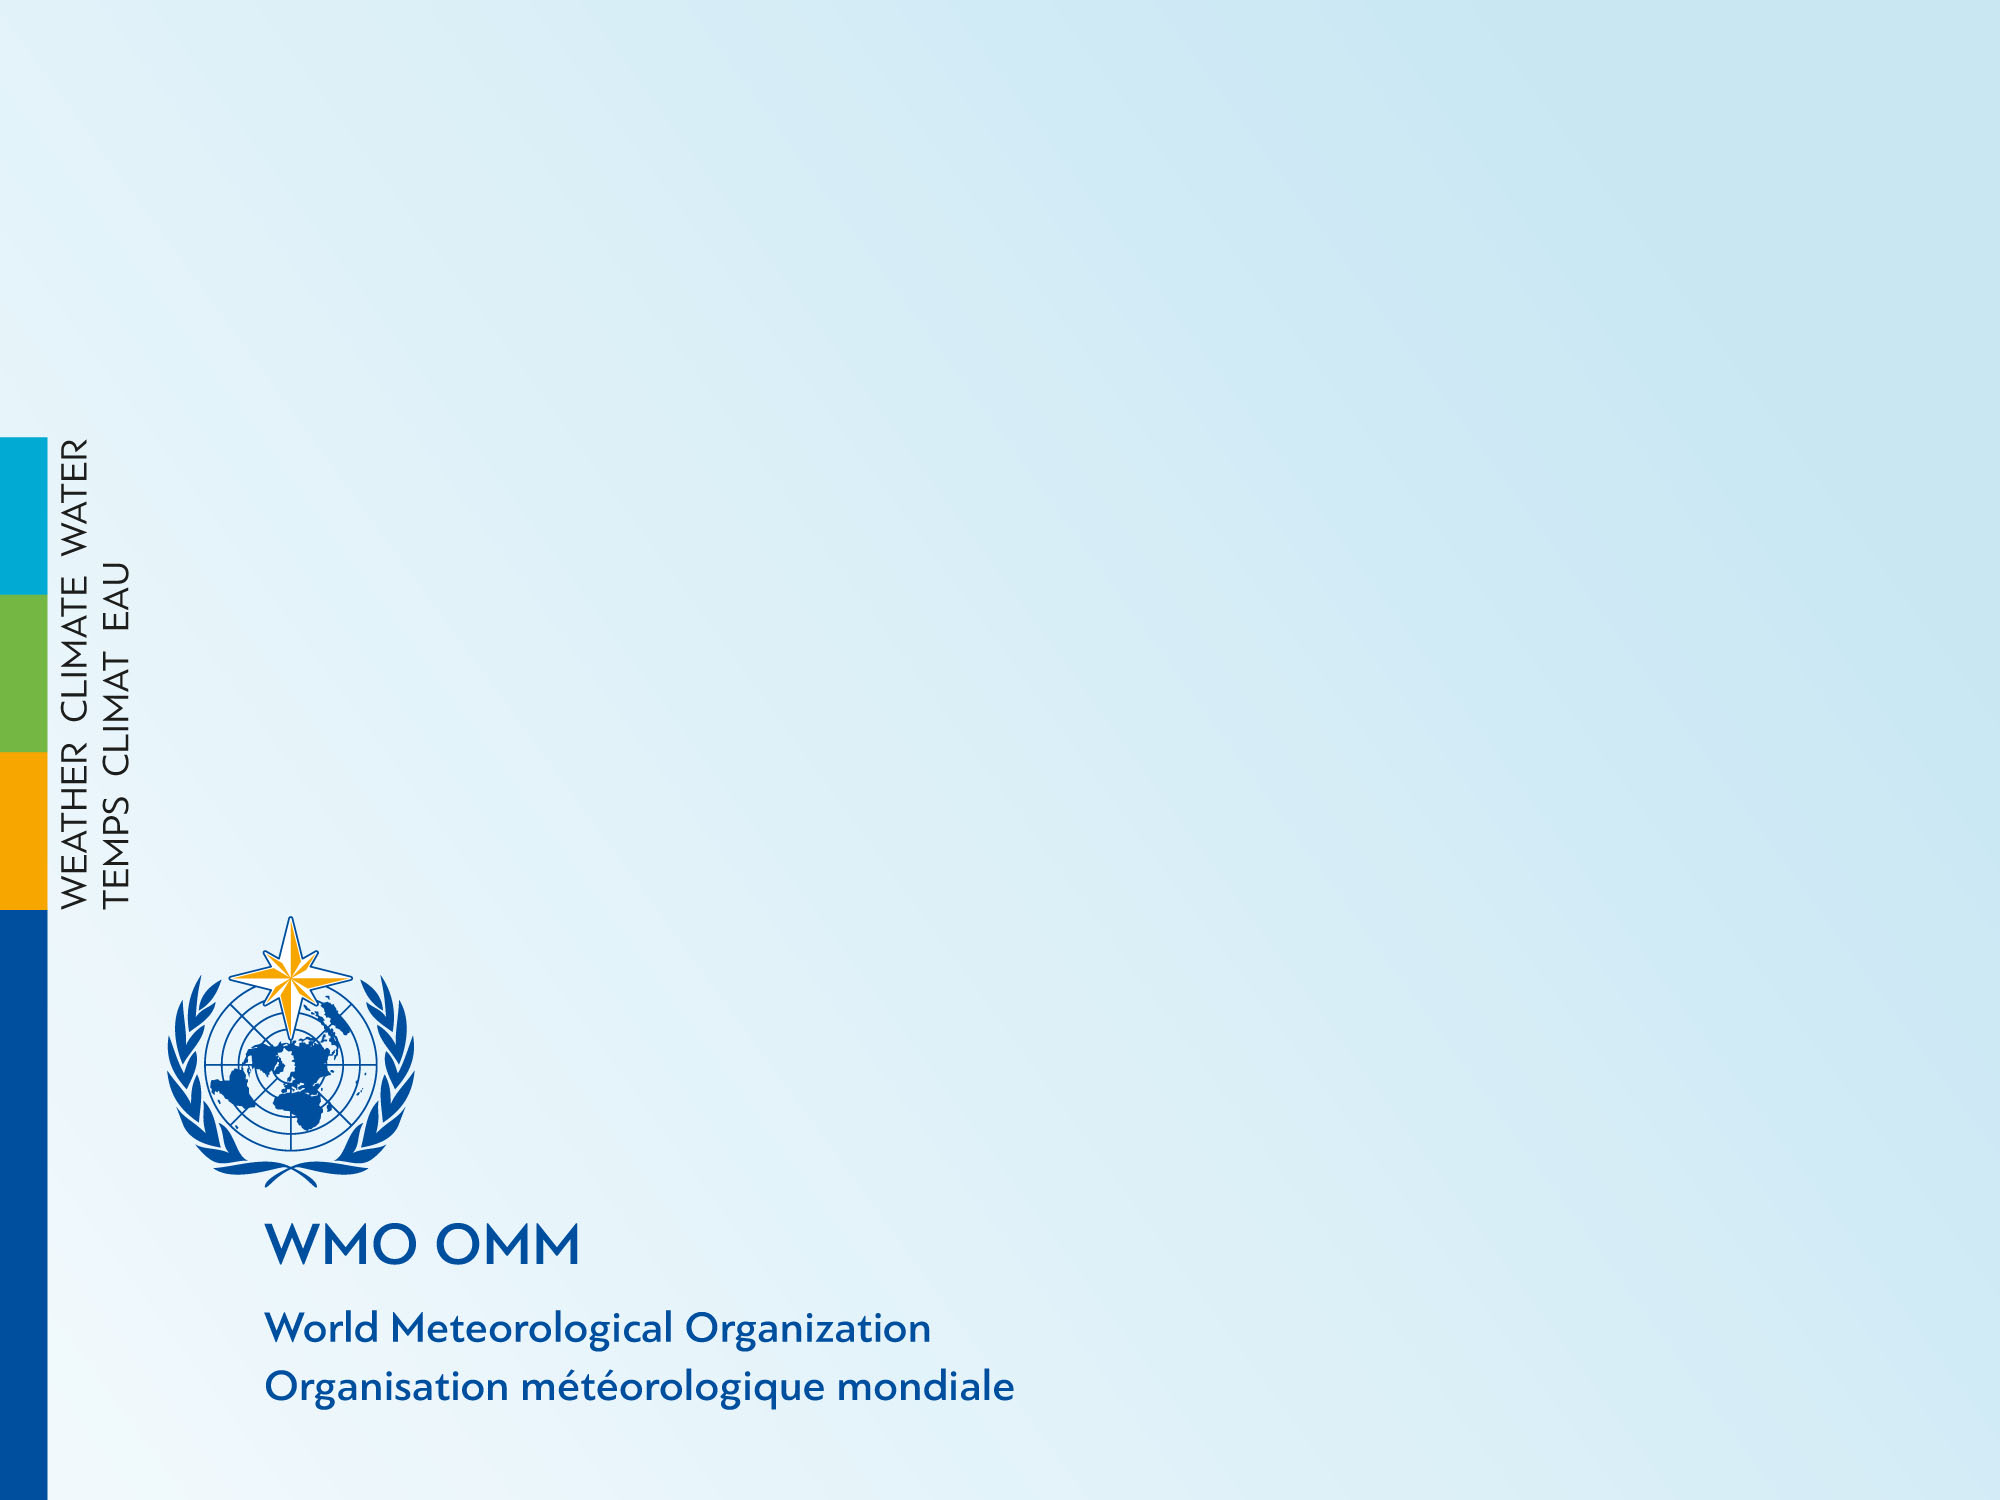 WEATHER CLIMATE WATER
TEMPS CLIMAT EAU
WMO OMM
World Meteorological Organization
Organisation météorologique mondiale